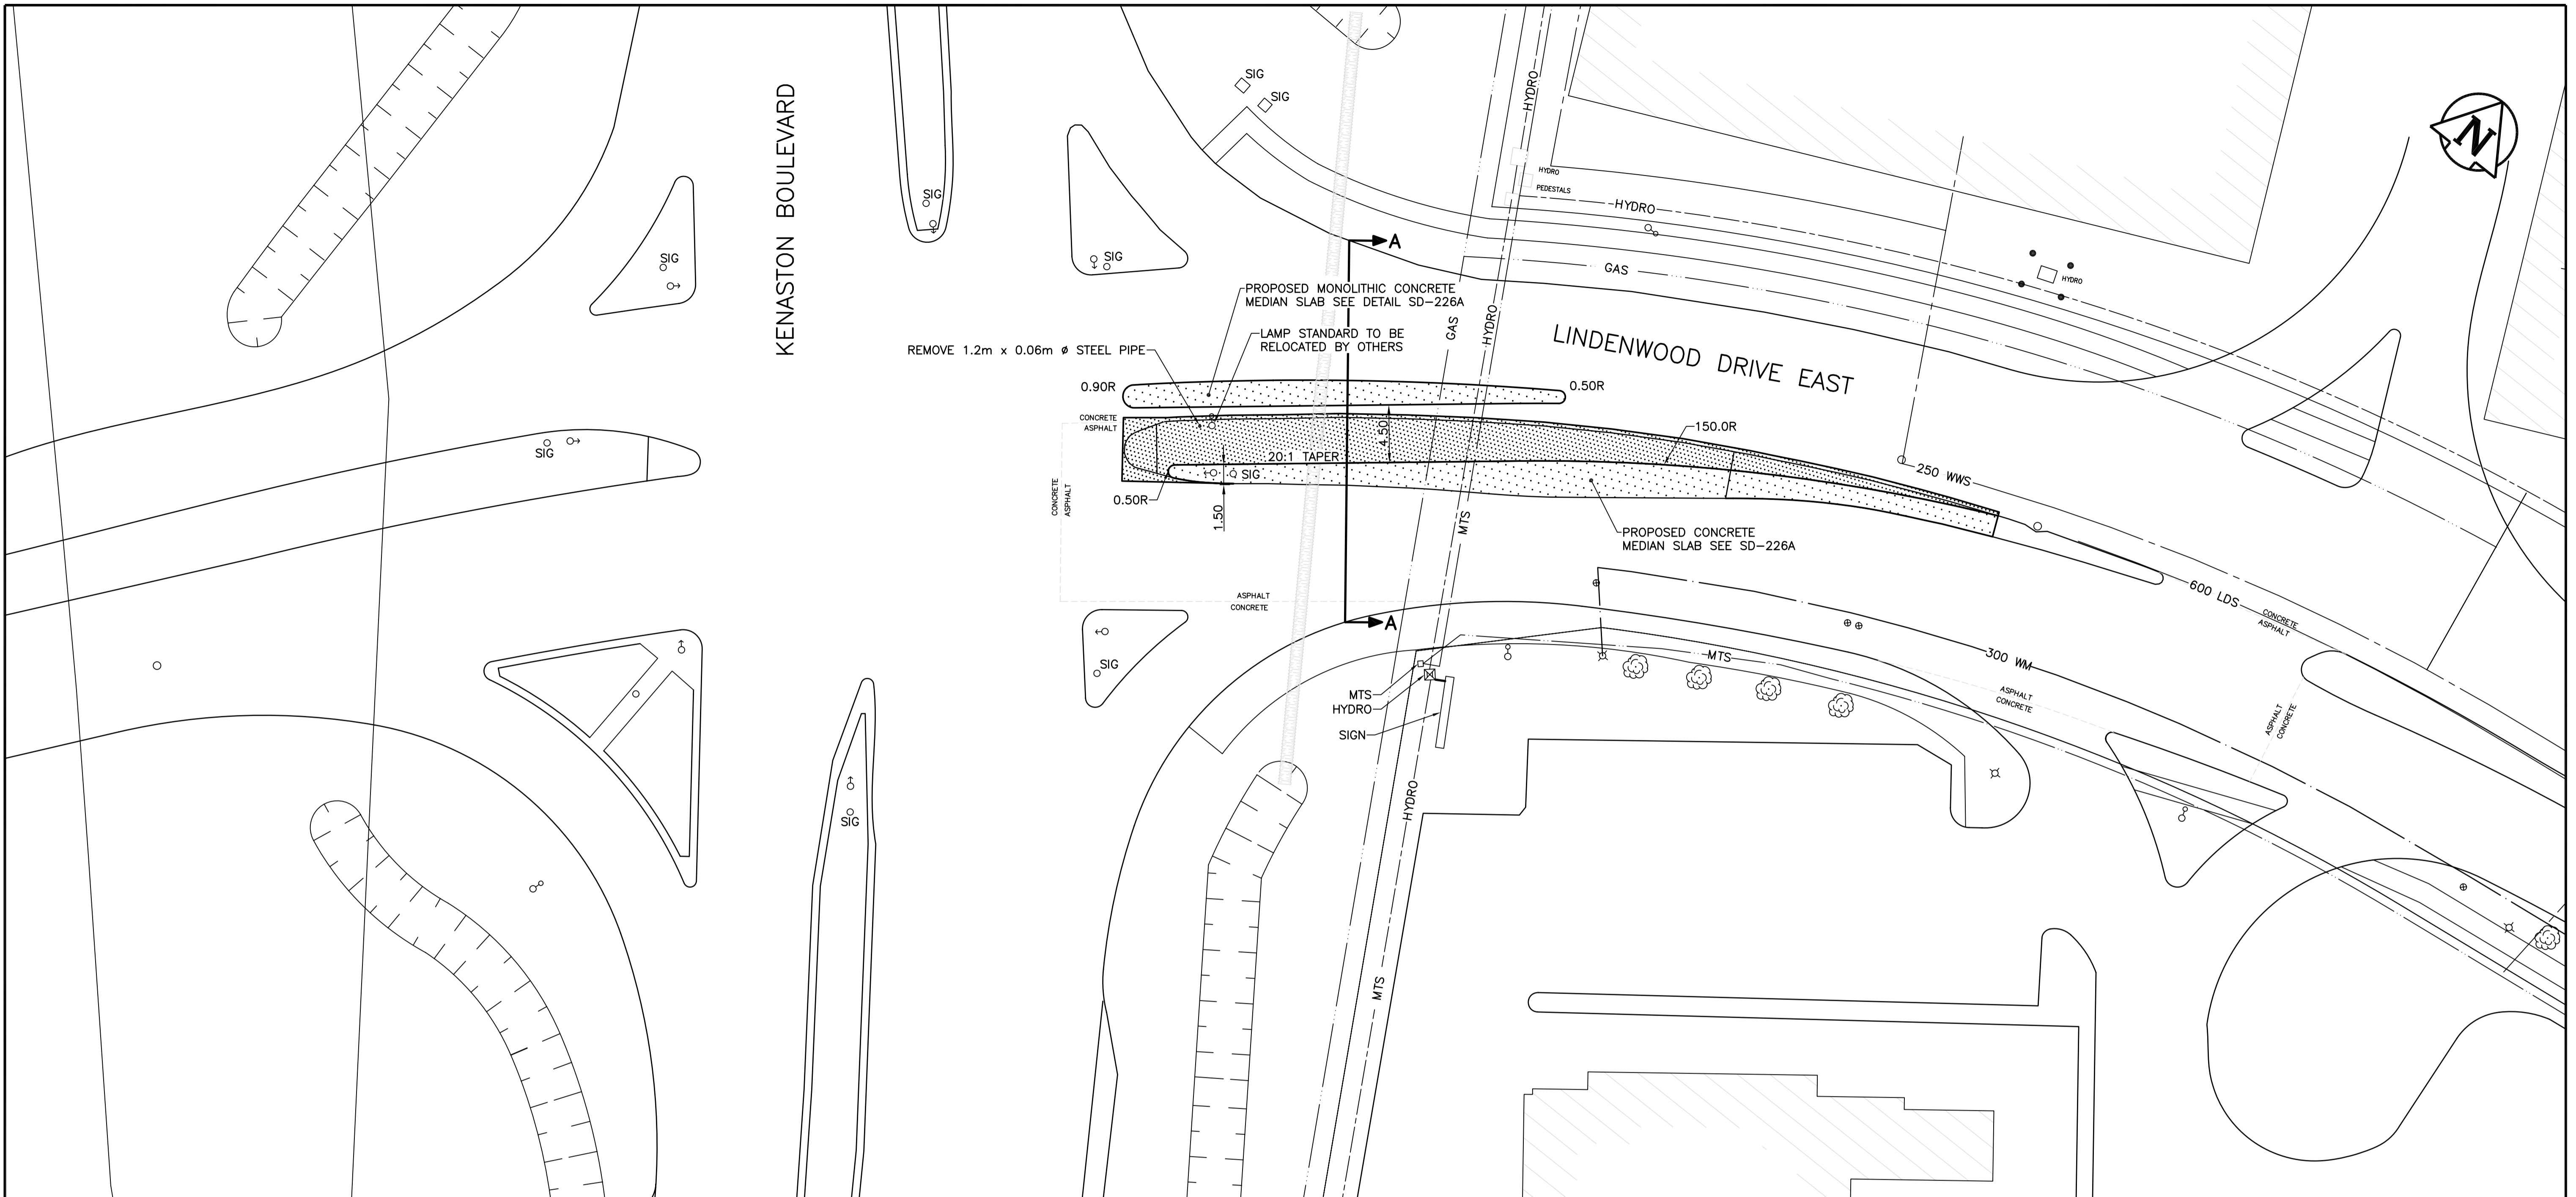 SIG
SIG
HYDRO
KENASTON BOULEVARD
N
HYDRO
PEDESTALS
SIG
HYDRO
SIG
SIG
GAS
HYDRO
PROPOSED MONOLITHIC CONCRETE
MEDIAN SLAB SEE DETAIL SD-226A
LAMP STANDARD TO BE
RELOCATED BY OTHERS
GAS
HYDRO
LINDENWOOD DRIVE EAST
REMOVE 1.2m x 0.06m ø STEEL PIPE
0.90R
0.50R
CONCRETE
ASPHALT
4.50
150.0R
SIG
20:1 TAPER
SIG
250 WWS
CONCRETE
ASPHALT
0.50R
1.50
MTS
PROPOSED CONCRETE
MEDIAN SLAB SEE SD-226A
A
A
ASPHALT
CONCRETE
600 LDS
CONCRETE
ASPHALT
SIG
MTS
300 WM
MTS
HYDRO
SIGN
ASPHALT
CONCRETE
ASPHALT
CONCRETE
SIG
HYDRO
MTS